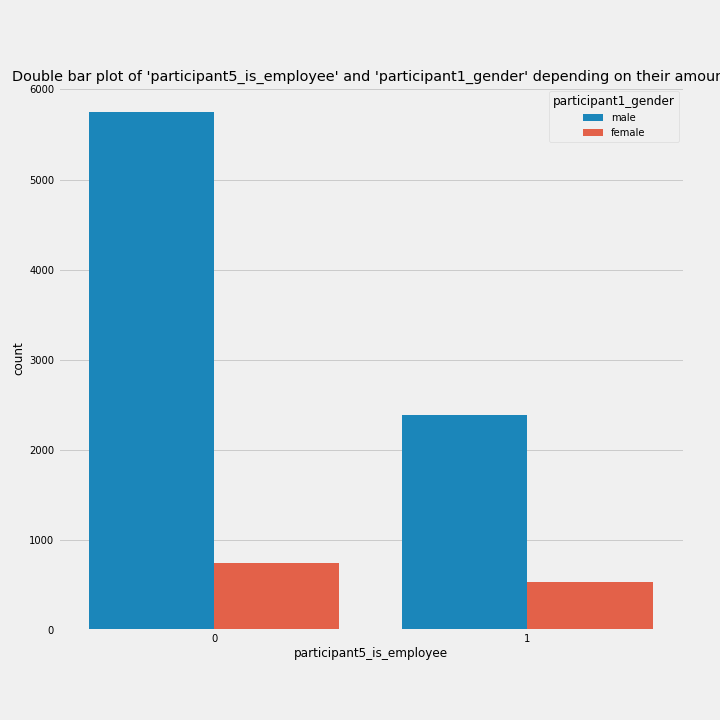 Double bar plot of 'participant5_is_employee' and 'participant1_gender' depending on their
participant1_gender
male
female
6000
5000
4000
3000
2000
1000
0
count
0 1
participant5_is_employee